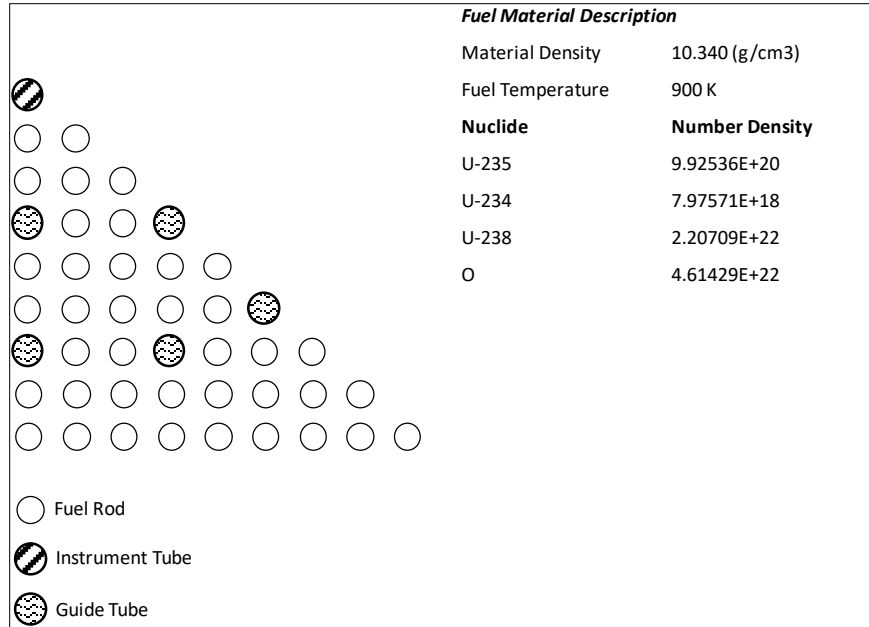 Fuel Material Description
Material Density 10.340 (g/cm3)
Fuel Temperature 900 K
Nuclide Number Density
U-235 9.92536E+20
U-234 7.97571E+18
U-238 2.20709E+22
O 4.61429E+22
Fuel Rod
Instrument Tube
Guide Tube